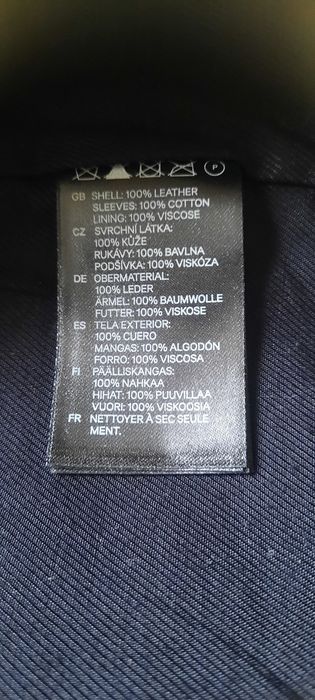 P
GB SHELL: 100% LEATHER
SLEEVES: 100% COTTON
LINING: 100% VISCOSE
CZ SVRCHNÍ LÁTKA:
100% KŮŽE
RUKÁVY: 100% BAVLNA
PODŠÍVKA: 100% VISKÓZA
DE OBERMATERIAL:
100% LEDER
ÄRMEL: 100% BAUMWOLLE
FUTTER: 100% VISKOSE
ES TELA EXTERIOR:
100% CUERO
MANGAS: 100% ALGODÓN
FORRO: 100% VISCOSA
FI PÄÄLLISKANGAS:
100% NAHKAA
HIHAT: 100% PUUVILLAA
VUORI: 100% VISKOOSIA
FR NETTOYER À SEC SEULE
MENT.